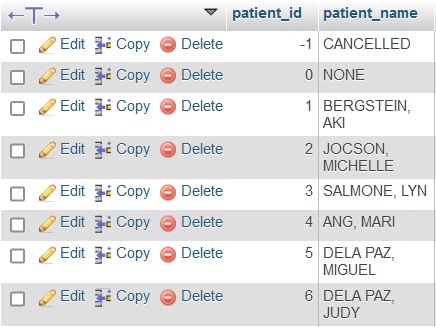 patient_id patient_name
Edit Copy Delete -1 CANCELLED
Edit Copy Delete 0 NONE
Edit Copy Delete 1 BERGSTEIN,
AKI
Edit Copy Delete 2 JOCSON,
MICHELLE
Edit Copy Delete 3 SALMONE, LYN
Edit Copy Delete 4 ANG, MARI
Edit Copy Delete 5 DELA PAZ,
MIGUEL
Edit Copy Delete 6 DELA PAZ,
JUDY